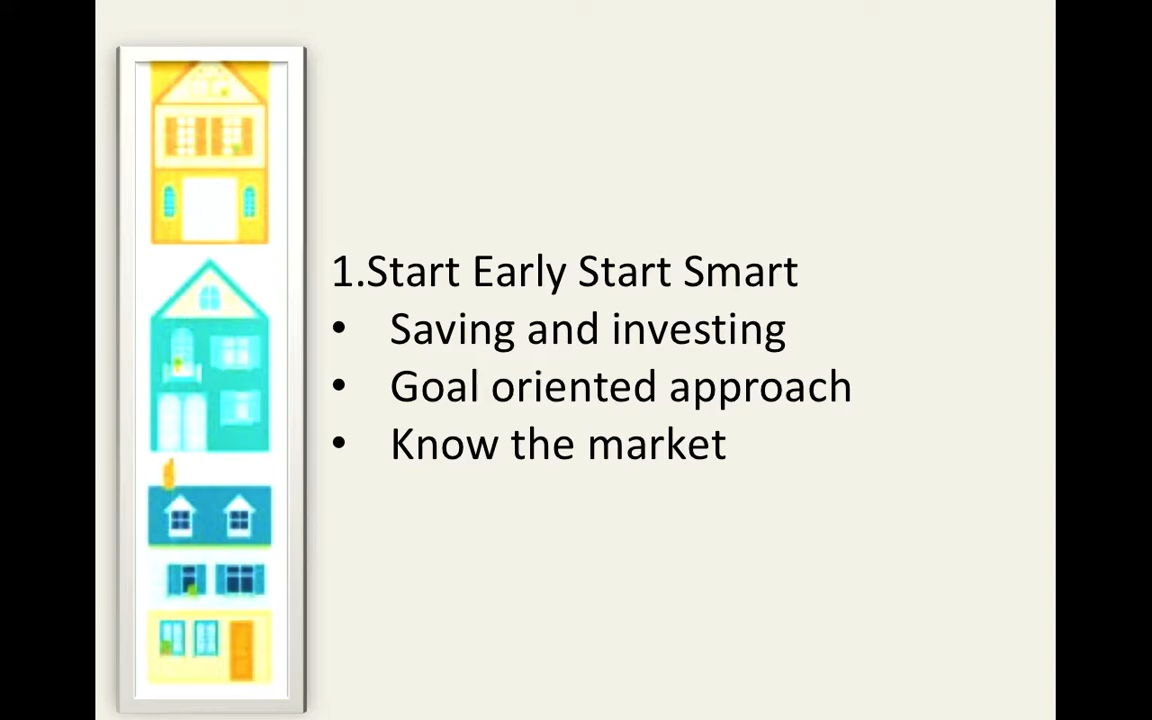 1.Start Early Start Smart
• Saving and investing
• Goal oriented approach
• Know the market